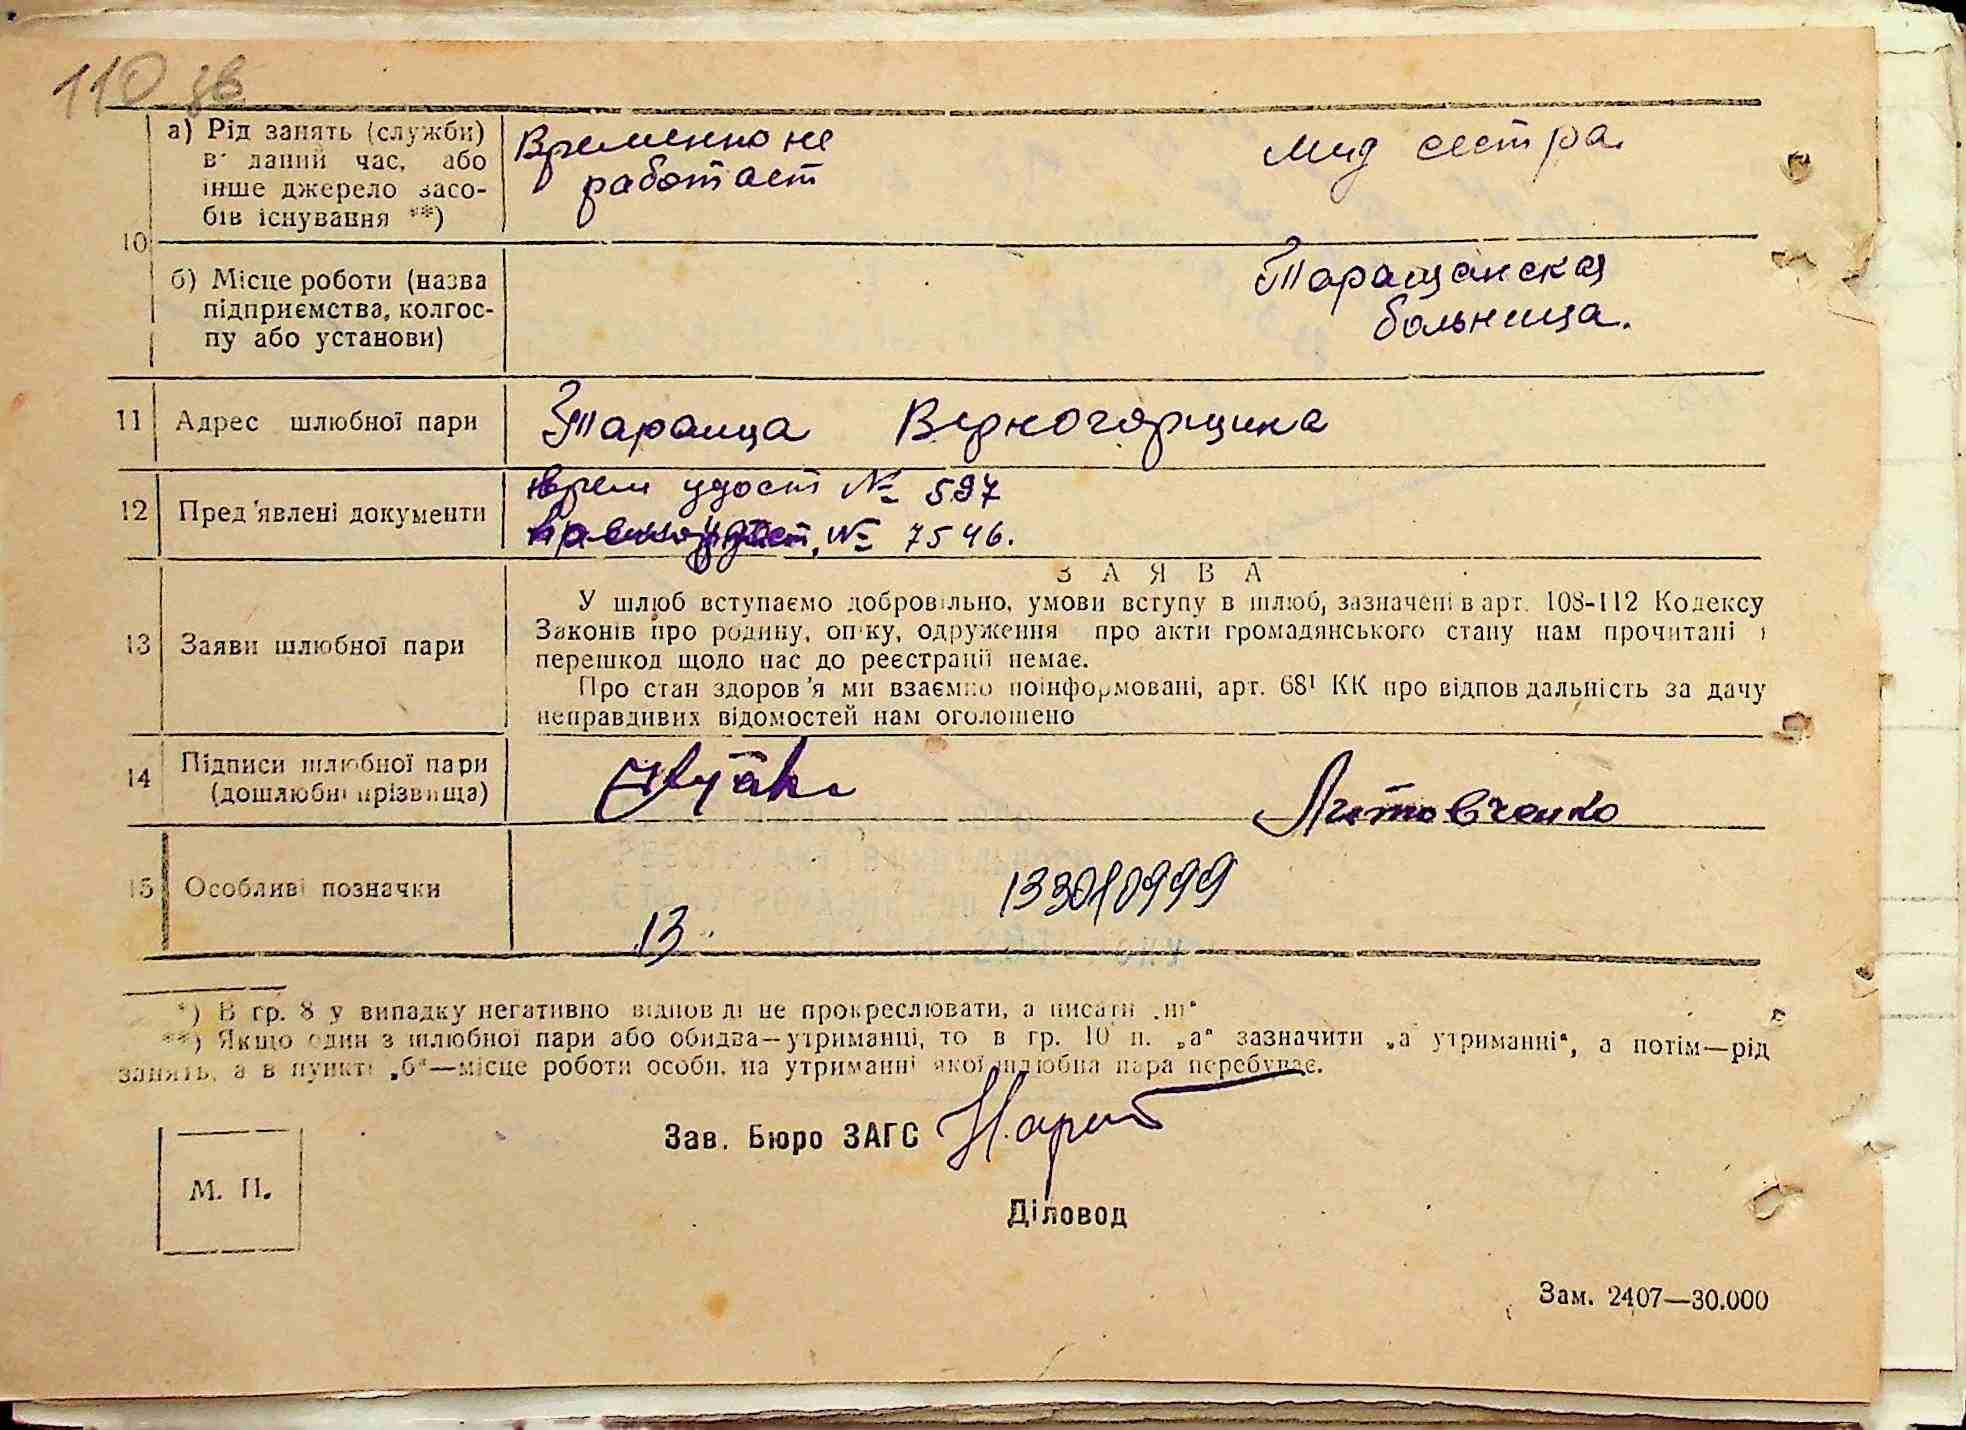 110 зв
а) Рід занять (служби)
в даний час, або
інше джерело засо-
бів існування **)
Временно не
работает
мид сестра.
10
б) Місце роботи (назва
підприємства, колгос-
пу або установи)
Таращанская
больница.
11 Адрес шлюбної пари
Тараща
12 Пред'явлені документи
врем удост № 597
№ 7546.
13 Заяви шлюбної пари
ЗАЯВА
У шлюб вступаємо добровільно, умови вступу в шлюб, зазначені в арт. 108-112 Кодексу
Законів про родину, опіку, одруження про акти громадянського стану нам прочитані і
перешкод щодо нас до реєстрації немає.
Про стан здоров'я ми взаємно поінформовані, арт. 68¹ КК про відповідальність за дачу
неправдивих відомостей нам оголошено
14 Підписи шлюбної пари
(дошлюбні прізвища)
Литовченко
15 Особливі позначки
13.
133010999
*) В гр. 8 у випадку негативно відповіді не прокреслювати, а писати „ні“
**) Якщо один з шлюбної пари або обидва—утриманці, то в гр. 10 п. „а“ зазначити „а утриманні“, а потім—рід
занять, а в пункті „б“—місце роботи особи, на утриманні якої шлюбна пара перебуває.
Зав. Бюро ЗАГС
М. П.
Діловод
Зам. 2407—30.000